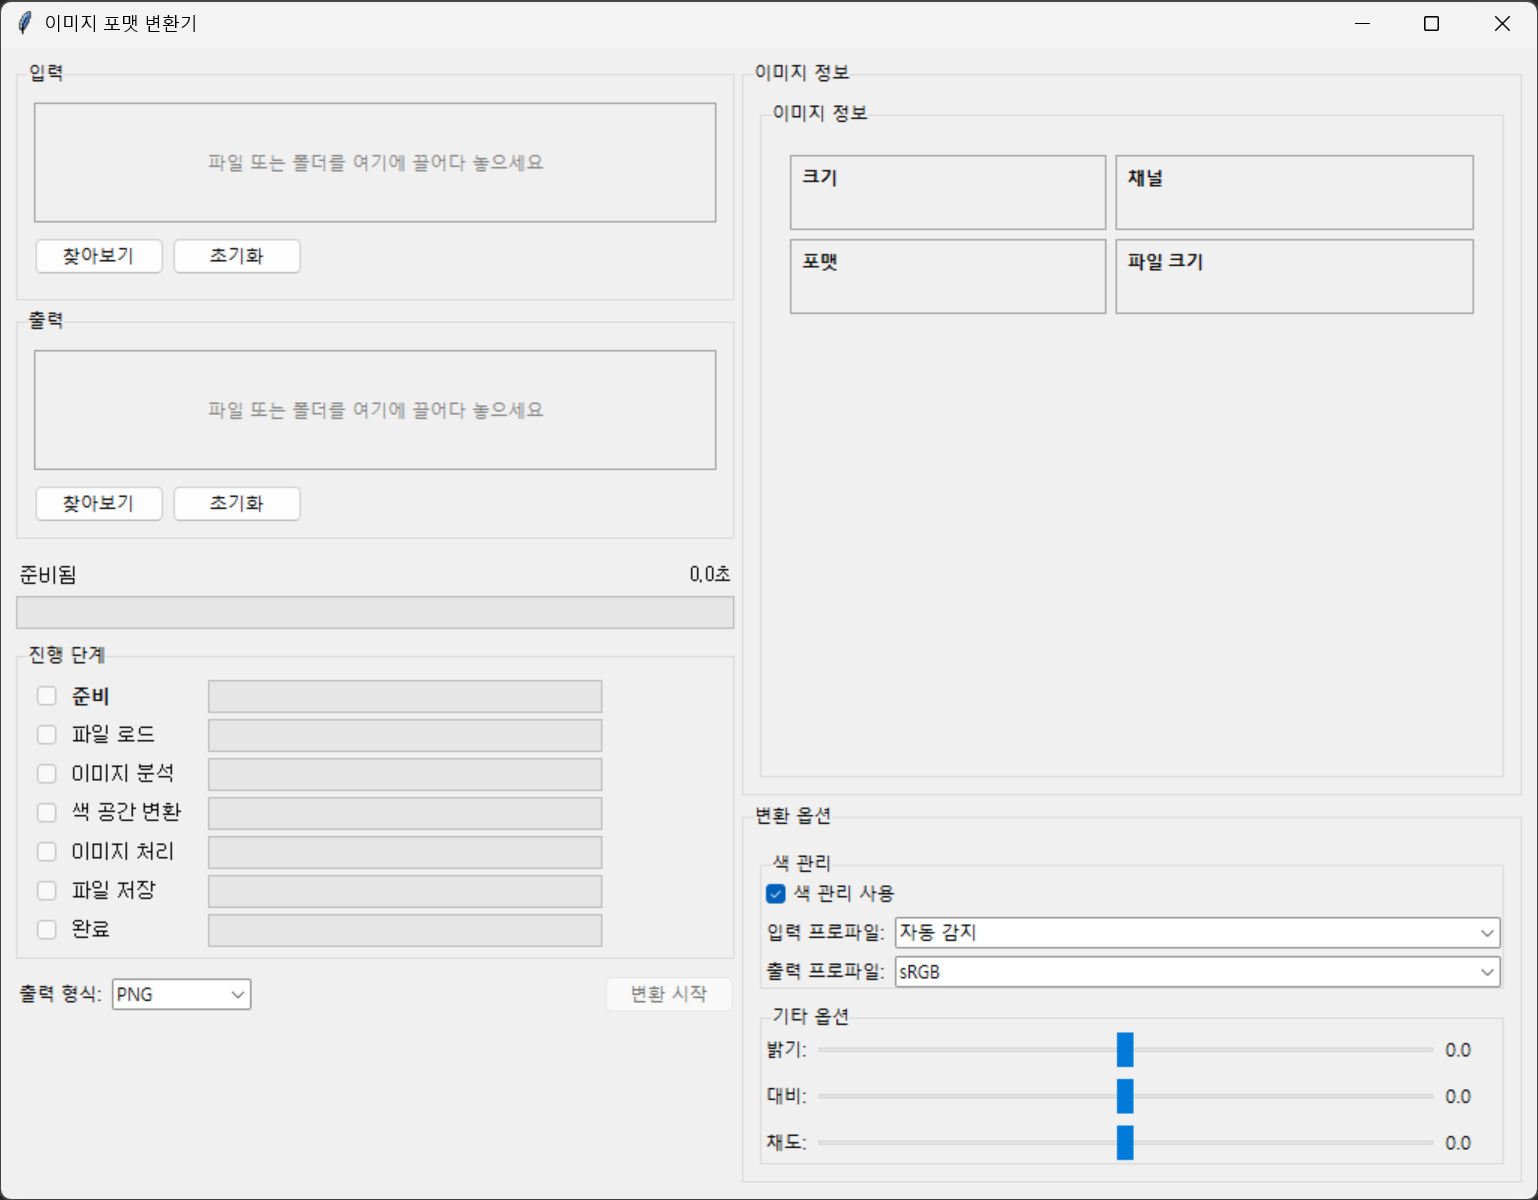 이미지 포맷 변환기
입력
파일 또는 폴더를 여기에 끌어다 놓으세요
찾아보기 초기화
출력
파일 또는 폴더를 여기에 끌어다 놓으세요
찾아보기 초기화
준비됨 0.0초
진행 단계
준비
파일 로드
이미지 분석
색 공간 변환
이미지 처리
파일 저장
완료
출력 형식: PNG 변환 시작
이미지 정보
이미지 정보
크기 채널
포맷 파일 크기
변환 옵션
색 관리
색 관리 사용
입력 프로파일: 자동 감지
출력 프로파일: sRGB
기타 옵션
밝기: 0.0
대비: 0.0
채도: 0.0